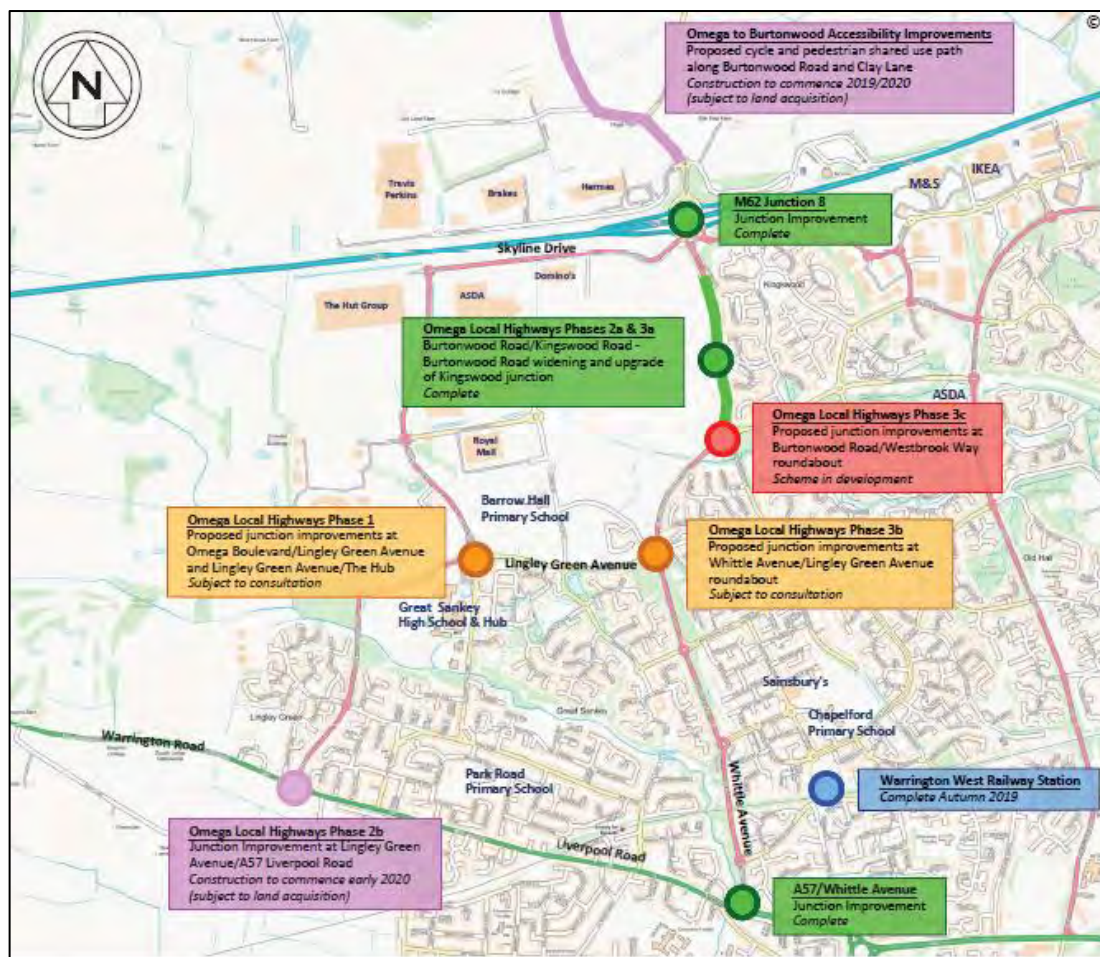 ©
Omega to Burtonwood Accessibility Improvements
Proposed cycle and pedestrian shared use path
along Burtonwood Road and Clay Lane
Construction to commence 2019/2020
(subject to land acquisition)
N
IKEA
M&S
Travis
Perkins
Brakes
Hermes
M62 Junction 8
Junction Improvement
Complete
Skyline Drive
Domino's
Kingswood
The Hut Group
ASDA
Omega Local Highways Phases 2a & 3a
Burtonwood Road/Kingswood Road -
Burtonwood Road widening and upgrade
of Kingswood junction
Complete
ASDA
Omega Local Highways Phase 3c
Proposed junction improvements at
Burtonwood Road/Westbrook Way
roundabout
Scheme in development
Royal
Mail
Barrow Hall
Primary School
Omega Local Highways Phase 1
Proposed junction improvements at
Omega Boulevard/Lingley Green Avenue
and Lingley Green Avenue/The Hub
Subject to consultation
Omega Local Highways Phase 3b
Proposed junction improvements at
Whittle Avenue/Lingley Green Avenue
roundabout
Subject to consultation
Lingley Green Avenue
Old Hall
Great Sankey
High School & Hub
Sainsbury's
Great Sankey
Lingley Green
Chapelford
Primary School
Warrington Road
Park Road
Primary School
Whittle Avenue
Warrington West Railway Station
Complete Autumn 2019
Omega Local Highways Phase 2b
Junction Improvement at Lingley Green
Avenue/A57 Liverpool Road
Construction to commence early 2020
(subject to land acquisition)
Liverpool Road
A57/Whittle Avenue
Junction Improvement
Complete